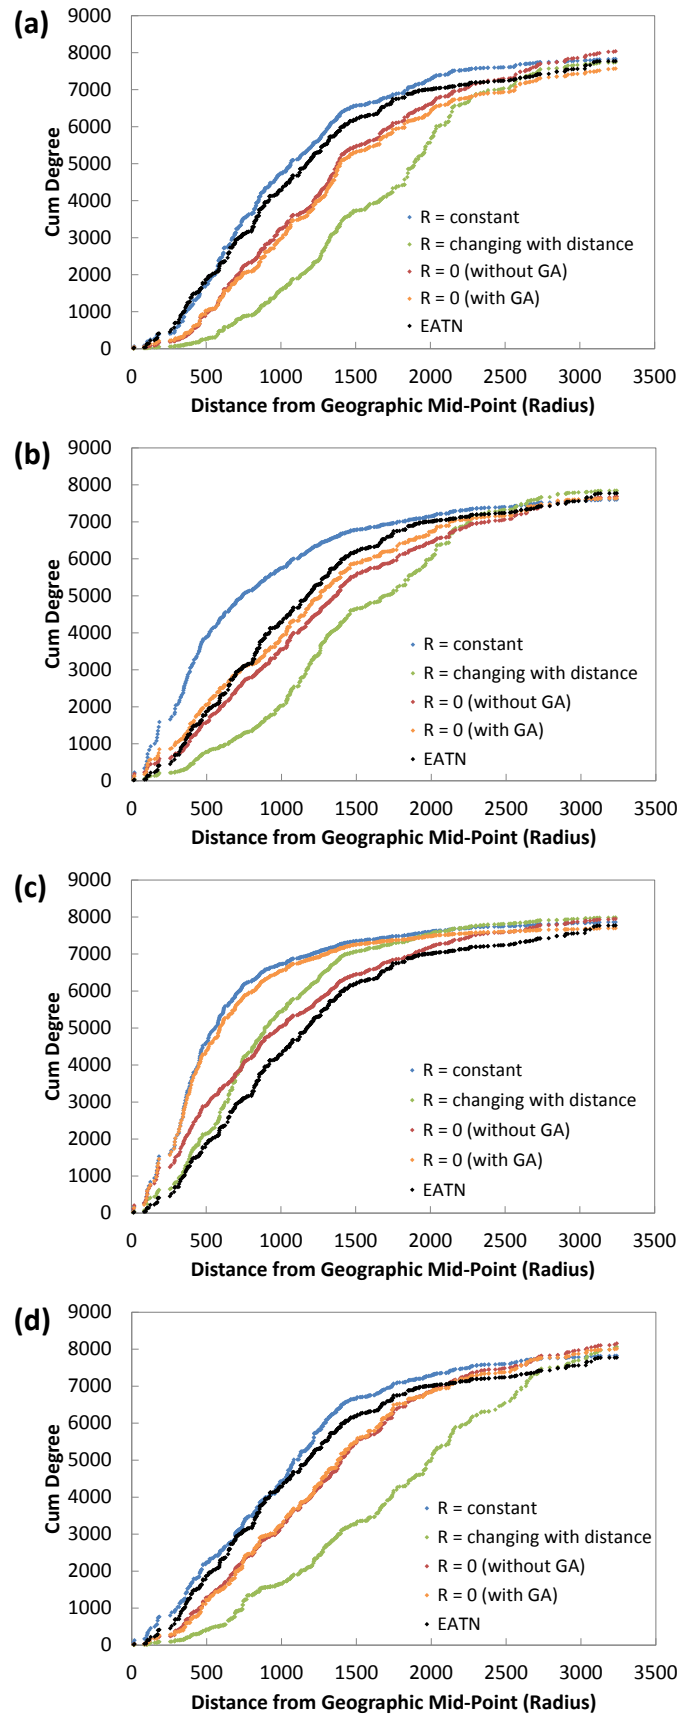 (a)
9000
8000
7000
6000
5000
4000
3000
2000
1000
0
Cum Degree
R = constant
R = changing with distance
R = 0 (without GA)
R = 0 (with GA)
EATN
0 500 1000 1500 2000 2500 3000 3500
Distance from Geographic Mid-Point (Radius)
(b)
9000
8000
7000
6000
5000
4000
3000
2000
1000
0
Cum Degree
R = constant
R = changing with distance
R = 0 (without GA)
R = 0 (with GA)
EATN
0 500 1000 1500 2000 2500 3000 3500
Distance from Geographic Mid-Point (Radius)
(c)
9000
8000
7000
6000
5000
4000
3000
2000
1000
0
Cum Degree
R = constant
R = changing with distance
R = 0 (without GA)
R = 0 (with GA)
EATN
0 500 1000 1500 2000 2500 3000 3500
Distance from Geographic Mid-Point (Radius)
(d)
9000
8000
7000
6000
5000
4000
3000
2000
1000
0
Cum Degree
R = constant
R = changing with distance
R = 0 (without GA)
R = 0 (with GA)
EATN
0 500 1000 1500 2000 2500 3000 3500
Distance from Geographic Mid-Point (Radius)